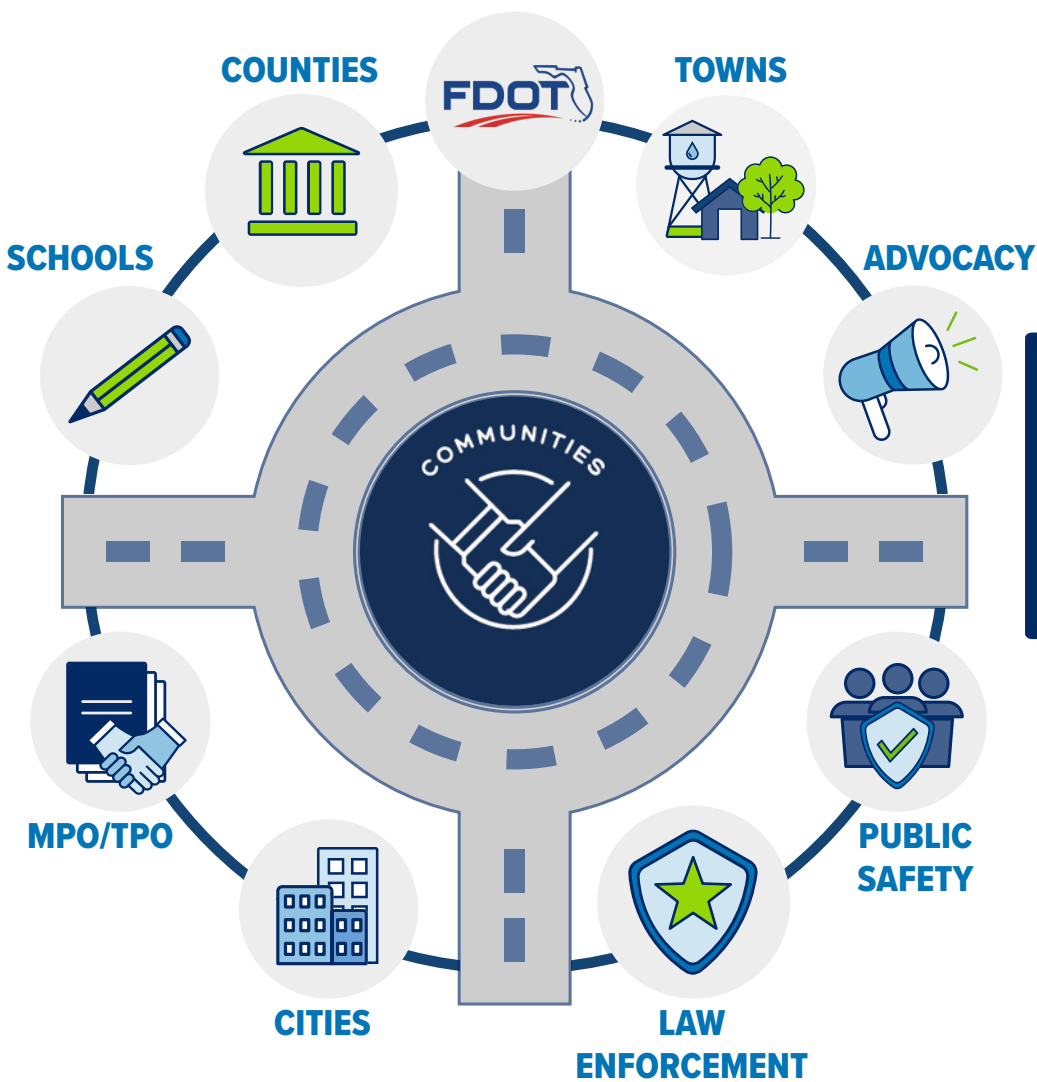 COUNTIES
FDOT
TOWNS
SCHOOLS
ADVOCACY
COMMUNITIES
MPO/TPO
PUBLIC
SAFETY
CITIES
LAW
ENFORCEMENT